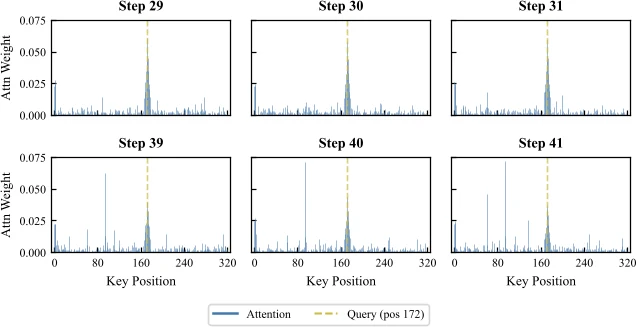 Step 29
Step 30
Step 31
Attn Weight
0.075
0.050
0.025
0.000
Step 39
Step 40
Step 41
Attn Weight
0.075
0.050
0.025
0.000
0 80 160 240 320
0 80 160 240 320
0 80 160 240 320
Key Position
Key Position
Key Position
Attention
Query (pos 172)